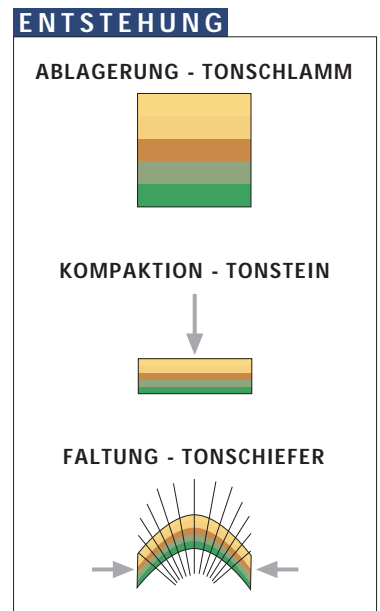 ENTSTEHUNG
ABLAGERUNG - TONSCHLAMM
KOMPAKTION - TONSTEIN
FALTUNG - TONSCHIEFER